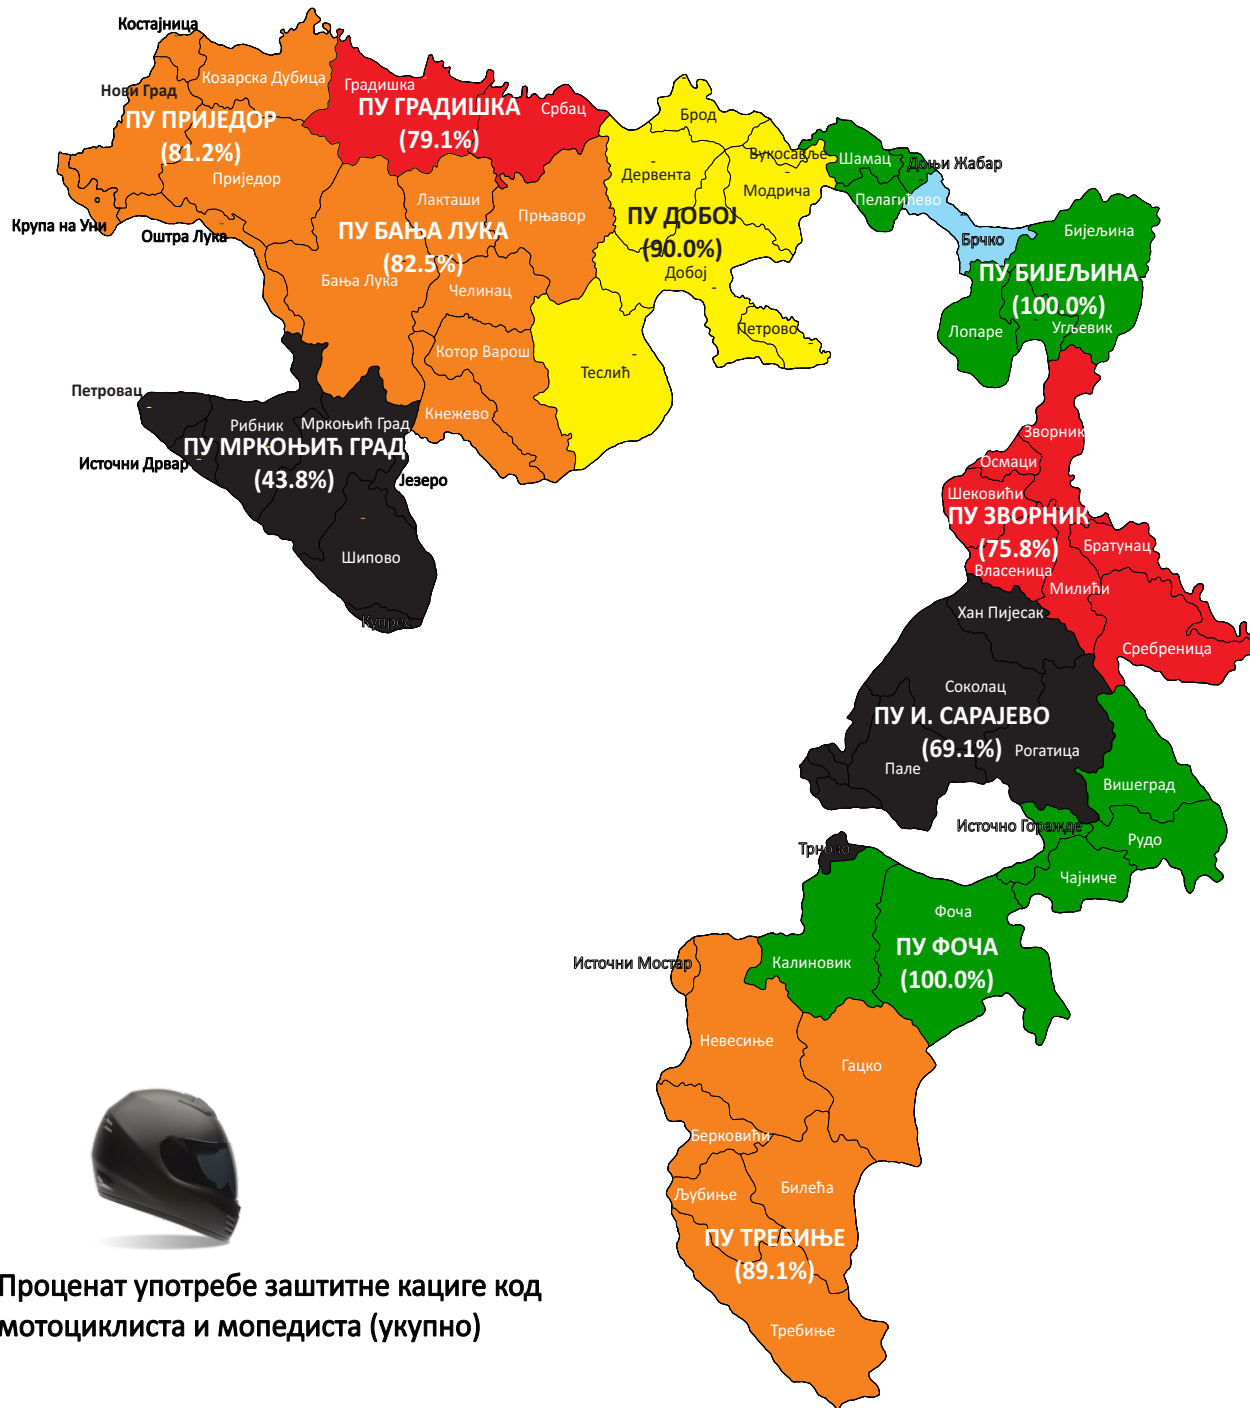 Костајница
Козарска Дубица
Нови Град
ПУ ПРИЈЕДОР
(81.2%)
Приједор
Крупа на Уни
Оштра Лука
Градишка
ПУ ГРАДИШКА
(79.1%)
Србац
Лакташи
Прњавор
ПУ БАЊА ЛУКА
(82.5%)
Бања Лука
Челинац
Котор Варош
Кнежево
Брод
Вукосавље
Дервента
Модрича
ПУ ДОБОЈ
(90.0%)
Добој
Петрово
Теслић
Шамац
Доњи Жабар
Пелагићево
Брчко
Бијељина
ПУ БИЈЕЉИНА
(100.0%)
Лопаре
Угљевик
Петровац
Рибник
Мркоњић Град
ПУ МРКОЊИЋ ГРАД
(43.8%)
Источни Дрвар
Језеро
Шипово
Купрес
Зворник
Осмаци
Шековићи
ПУ ЗВОРНИК
(75.8%)
Братунац
Власеница
Милићи
Сребреница
Хан Пијесак
Соколац
ПУ И. САРАЈЕВО
(69.1%)
Рогатица
Пале
Вишеград
Источно Горажде
Рудо
Трново
Чајниче
Фоча
ПУ ФОЧА
(100.0%)
Калиновик
Источни Мостар
Невесиње
Гацко
Берковићи
Љубиње
Билећа
ПУ ТРЕБИЊЕ
(89.1%)
Требиње
Проценат употребе заштитне кациге код
мотоциклиста и мопедиста (укупно)